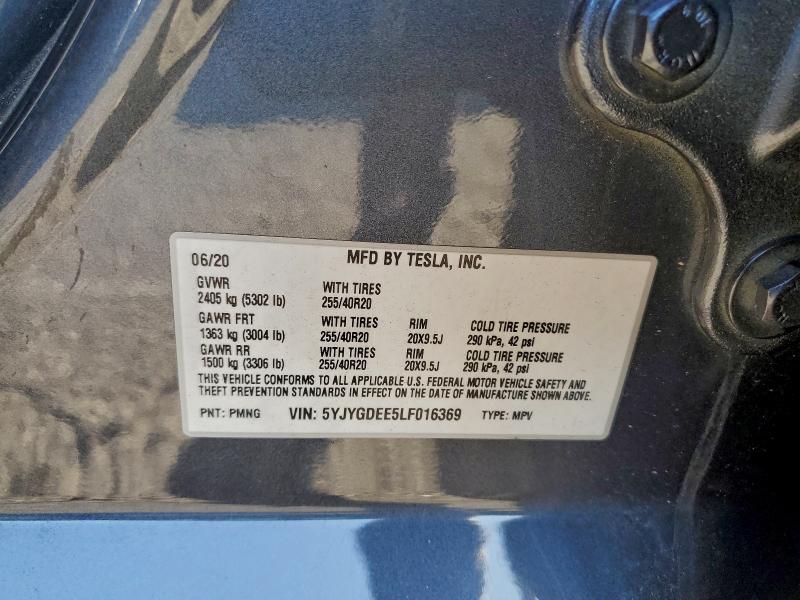 06/20 MFD BY TESLA, INC.
GVWR WITH TIRES
2405 kg (5302 lb) 255/40R20
GAWR FRT WITH TIRES RIM COLD TIRE PRESSURE
1363 kg (3004 lb) 255/40R20 20X9.5J 290 kPa, 42 psi
GAWR RR WITH TIRES RIM COLD TIRE PRESSURE
1500 kg (3306 lb) 255/40R20 20X9.5J 290 kPa, 42 psi
THIS VEHICLE CONFORMS TO ALL APPLICABLE U.S. FEDERAL MOTOR VEHICLE SAFETY AND
THEFT PREVENTION STANDARDS IN EFFECT ON THE DATE OF MANUFACTURE SHOWN ABOVE.
PNT: PMNG VIN: 5YJYGDEE5LF016369 TYPE: MPV